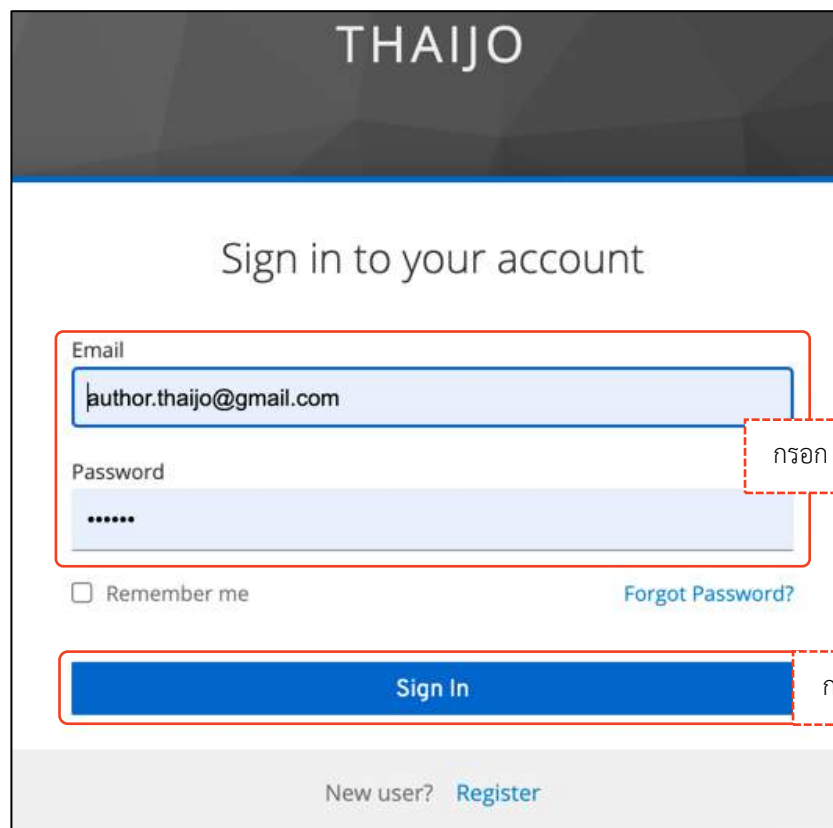 THAIJO
Sign in to your account
Email
author.thaijo@gmail.com
กรอก
Password
••••••
Remember me
Forgot Password?
Sign In
New user? Register